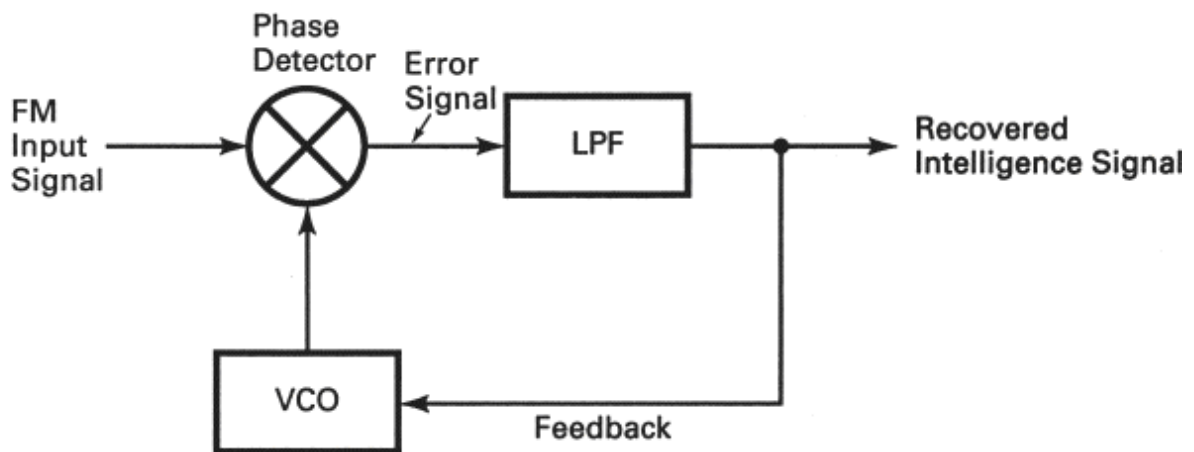 Phase
Detector
Error
Signal
FM
Input
Signal
LPF
Recovered
Intelligence Signal
VCO
Feedback